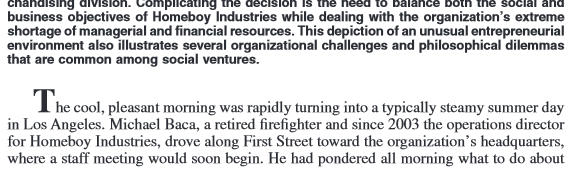 chandising division. Complicating the decision is the need to balance both the social and
business objectives of Homeboy Industries while dealing with the organization's extreme
shortage of managerial and financial resources. This depiction of an unusual entrepreneurial
environment also illustrates several organizational challenges and philosophical dilemmas
that are common among social ventures.
The cool, pleasant morning was rapidly turning into a typically steamy summer day
in Los Angeles. Michael Baca, a retired firefighter and since 2003 the operations director
for Homeboy Industries, drove along First Street toward the organization's headquarters,
where a staff meeting would soon begin. He had pondered all morning what to do about